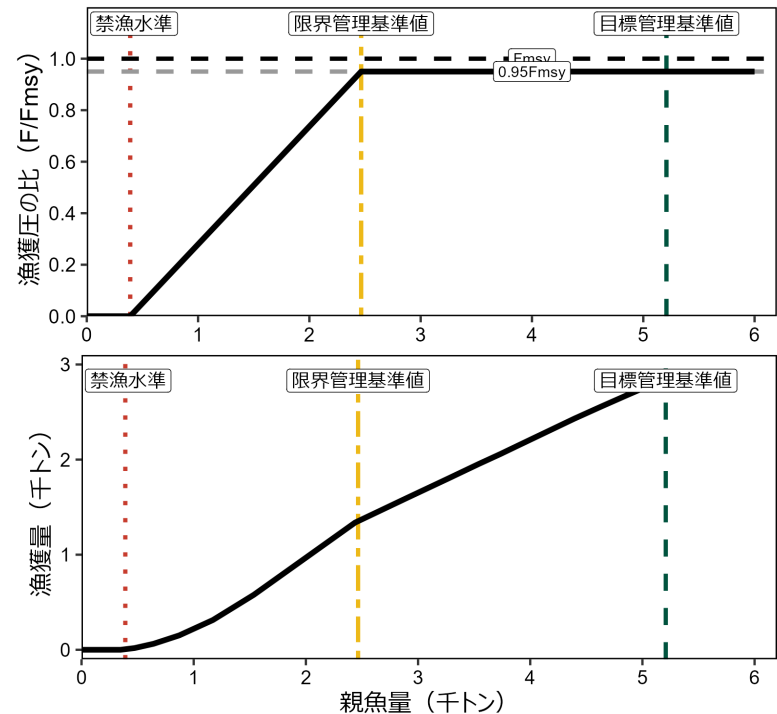 禁漁水準 限界管理基準値 目標管理基準値
漁獲圧の比（F/Fmsy）
1.0
0.8
0.6
0.4
0.2
0.0
Fmsy
0.95Fmsy
0 1 2 3 4 5 6
禁漁水準 限界管理基準値 目標管理基準値
漁獲量（千トン）
3
2
1
0
0 1 2 3 4 5 6
親魚量（千トン）